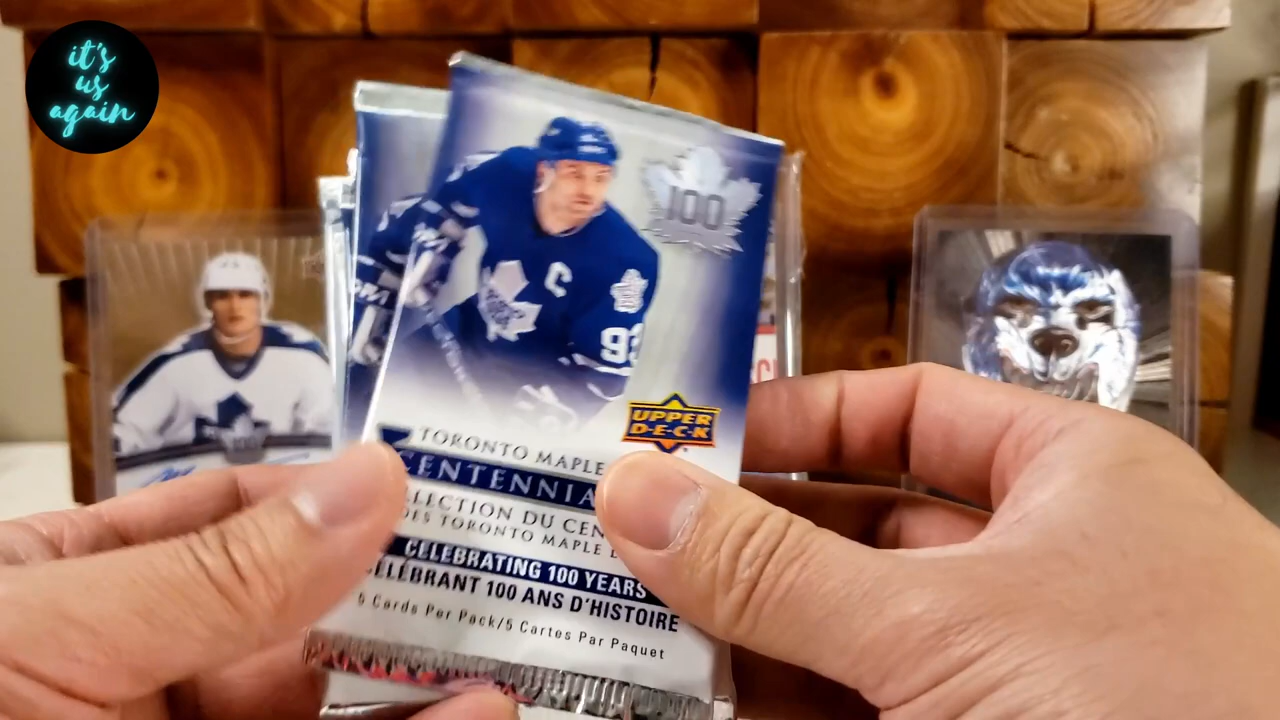 it's
us
again
100
C
93
UPPER
D·E·C·K
TORONTO MAPLE
CENTENNIA
LLECTION DU CEN
DES TORONTO MAPLE
CELEBRATING 100 YEARS
CÉLÉBRANT 100 ANS D'HISTOIRE
5 Cards Per Pack/5 Cartes Par Paquet
100